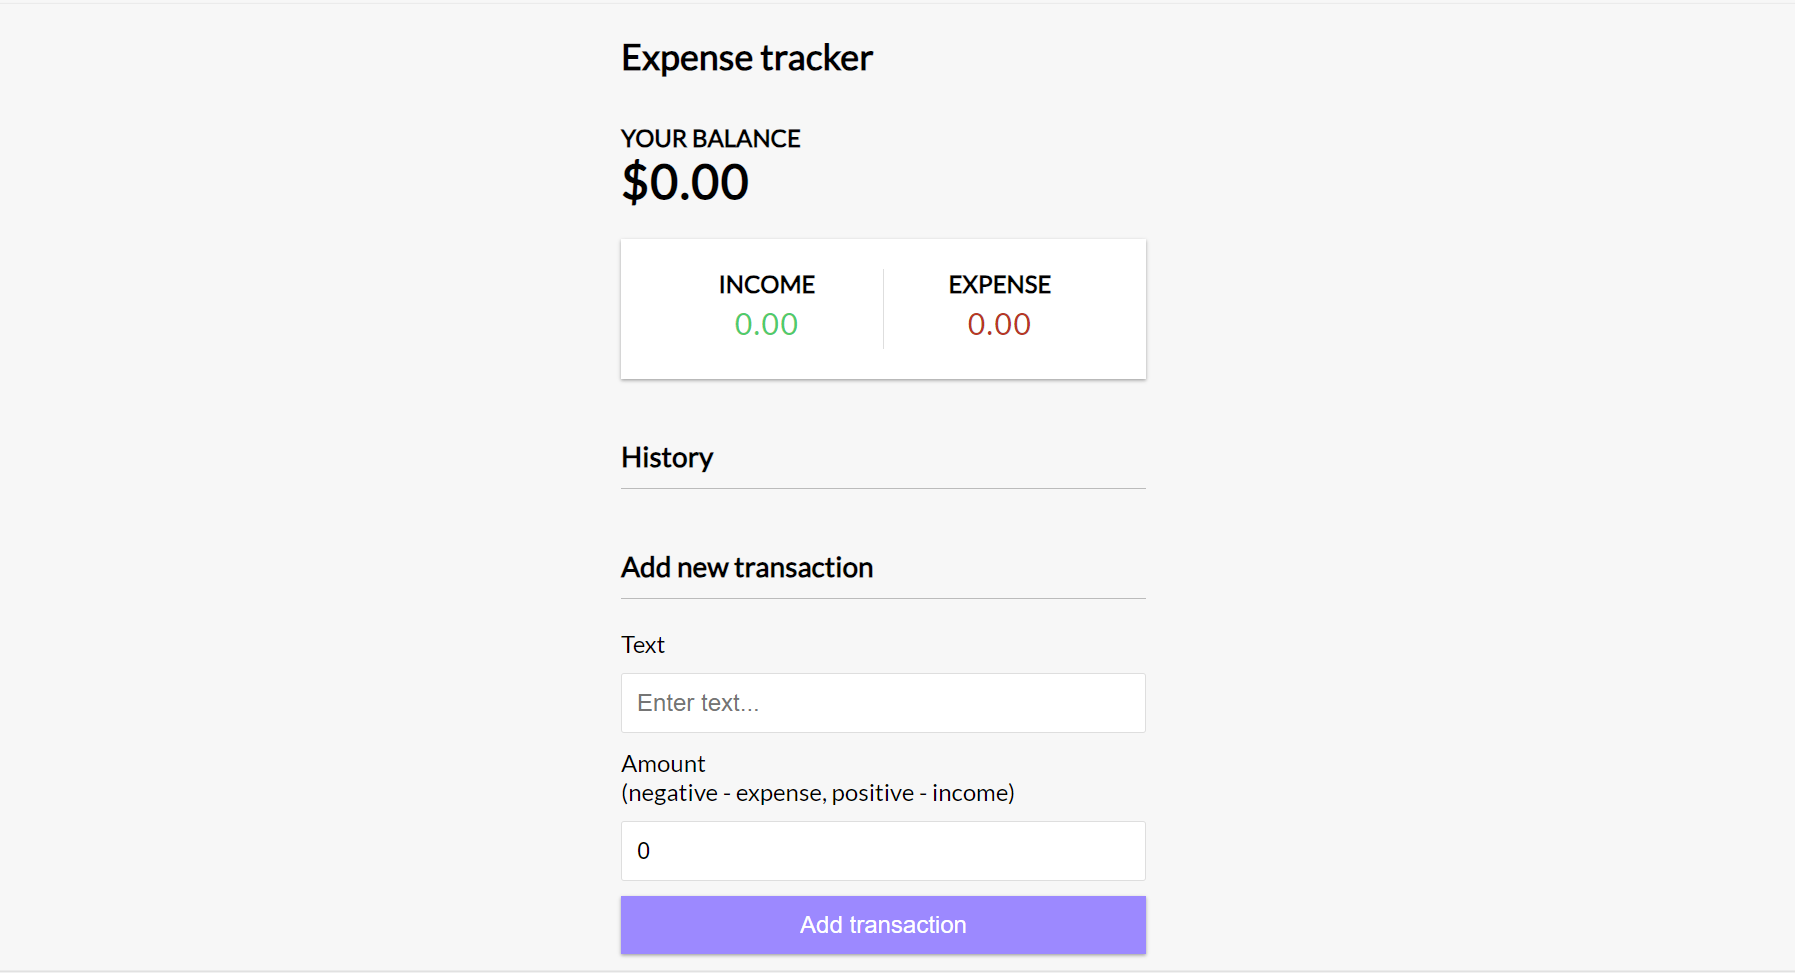 Expense tracker
YOUR BALANCE
$0.00
INCOME
EXPENSE
0.00
0.00
History
Add new transaction
Text
Enter text...
Amount
(negative - expense, positive - income)
0
Add transaction